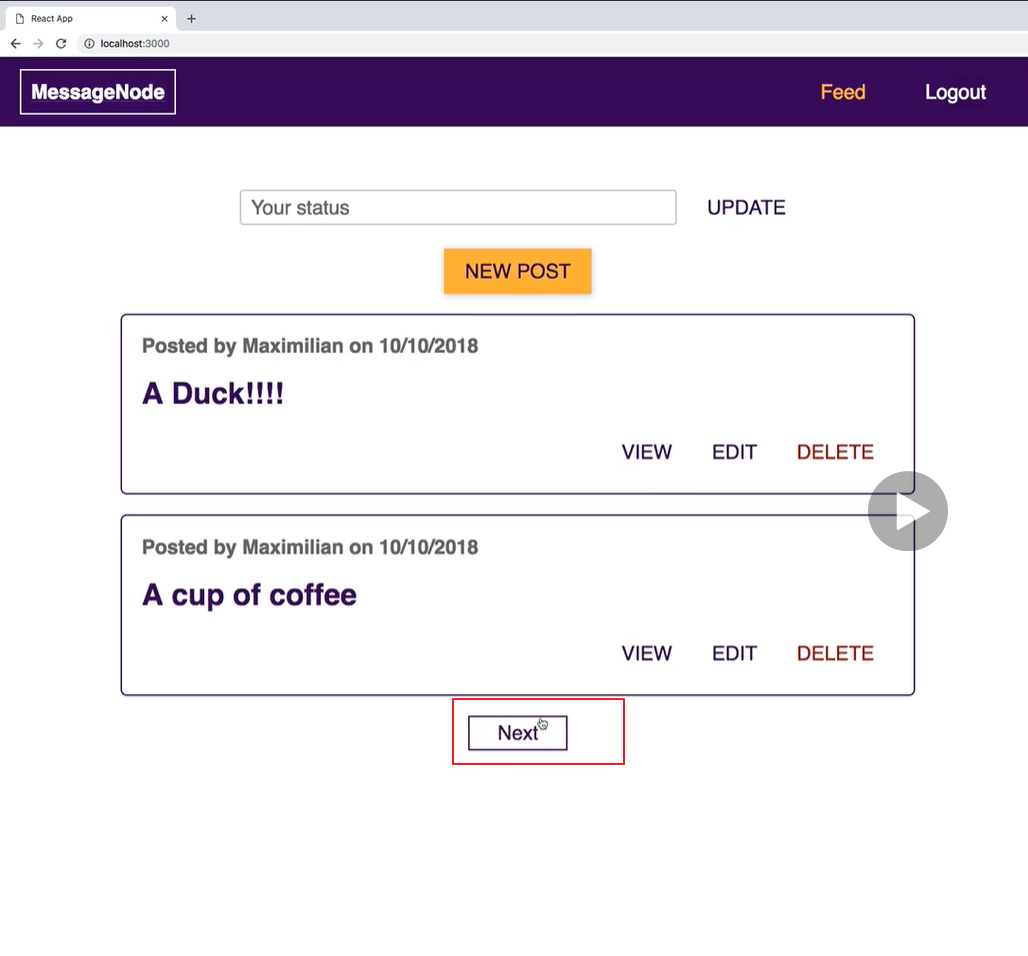 React App
localhost:3000
MessageNode Feed Logout
Your status UPDATE
NEW POST
Posted by Maximilian on 10/10/2018
A Duck!!!!
VIEW EDIT DELETE
Posted by Maximilian on 10/10/2018
A cup of coffee
VIEW EDIT DELETE
Next